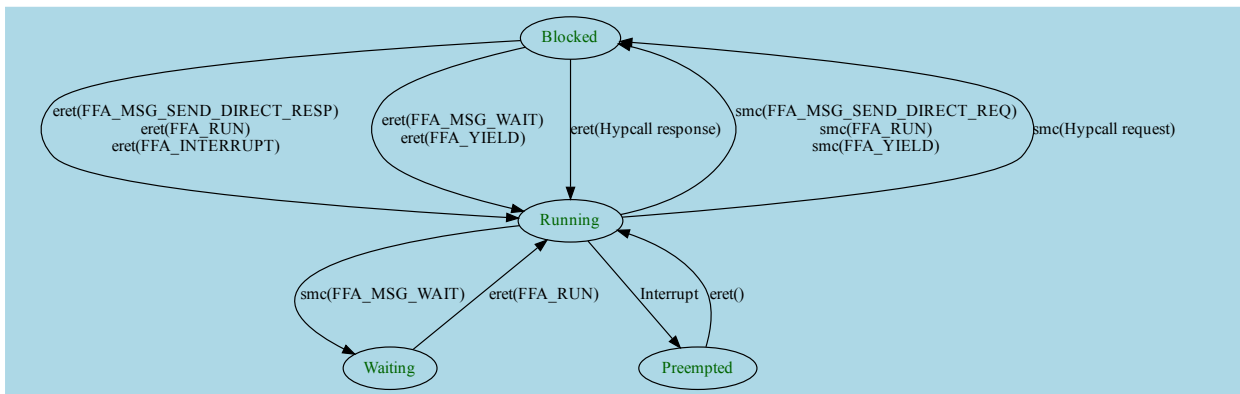 Blocked
eret(FFA_MSG_SEND_DIRECT_RESP)
eret(FFA_RUN)
eret(FFA_INTERRUPT)
eret(FFA_MSG_WAIT)
eret(FFA_YIELD)
eret(Hypcall response)
smc(FFA_MSG_SEND_DIRECT_REQ)
smc(FFA_RUN)
smc(FFA_YIELD)
smc(Hypcall request)
Running
smc(FFA_MSG_WAIT)
eret(FFA_RUN)
Interrupt
eret()
Waiting
Preempted